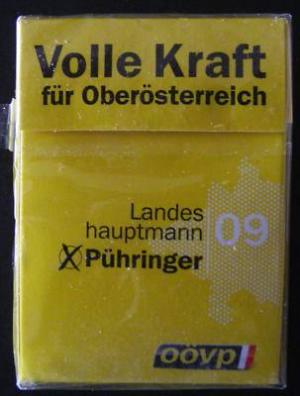 Volle Kraft
für Oberösterreich
Landes
hauptmann 09
Pühringer
oövp